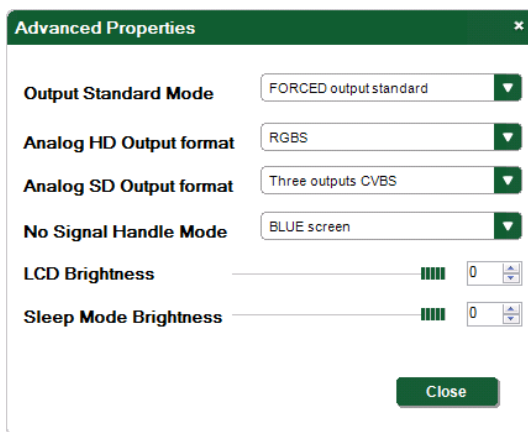 Advanced Properties ×
Output Standard Mode FORCED output standard
Analog HD Output format RGBS
Analog SD Output format Three outputs CVBS
No Signal Handle Mode BLUE screen
LCD Brightness 0
Sleep Mode Brightness 0
Close